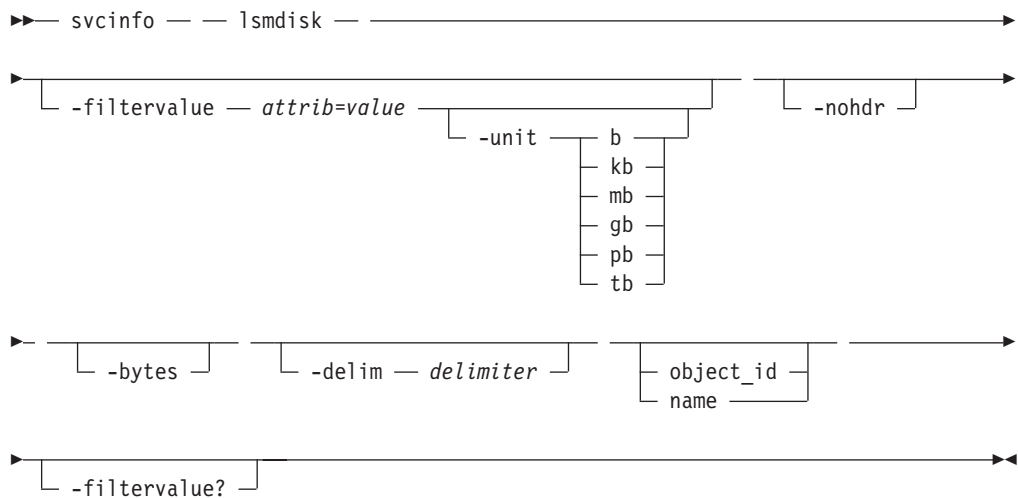 svcinfo lsmdisk
-filtervalue attrib=value -nohdr
-unit b
kb
mb
gb
pb
tb
-bytes -delim delimiter object_id
name
-filtervalue?